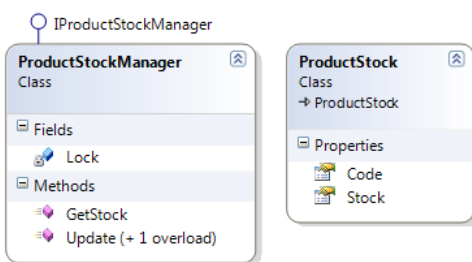 IProductStockManager
ProductStockManager
Class
Fields
Lock
Methods
GetStock
Update (+ 1 overload)
ProductStock
Class
ProductStock
Properties
Code
Stock